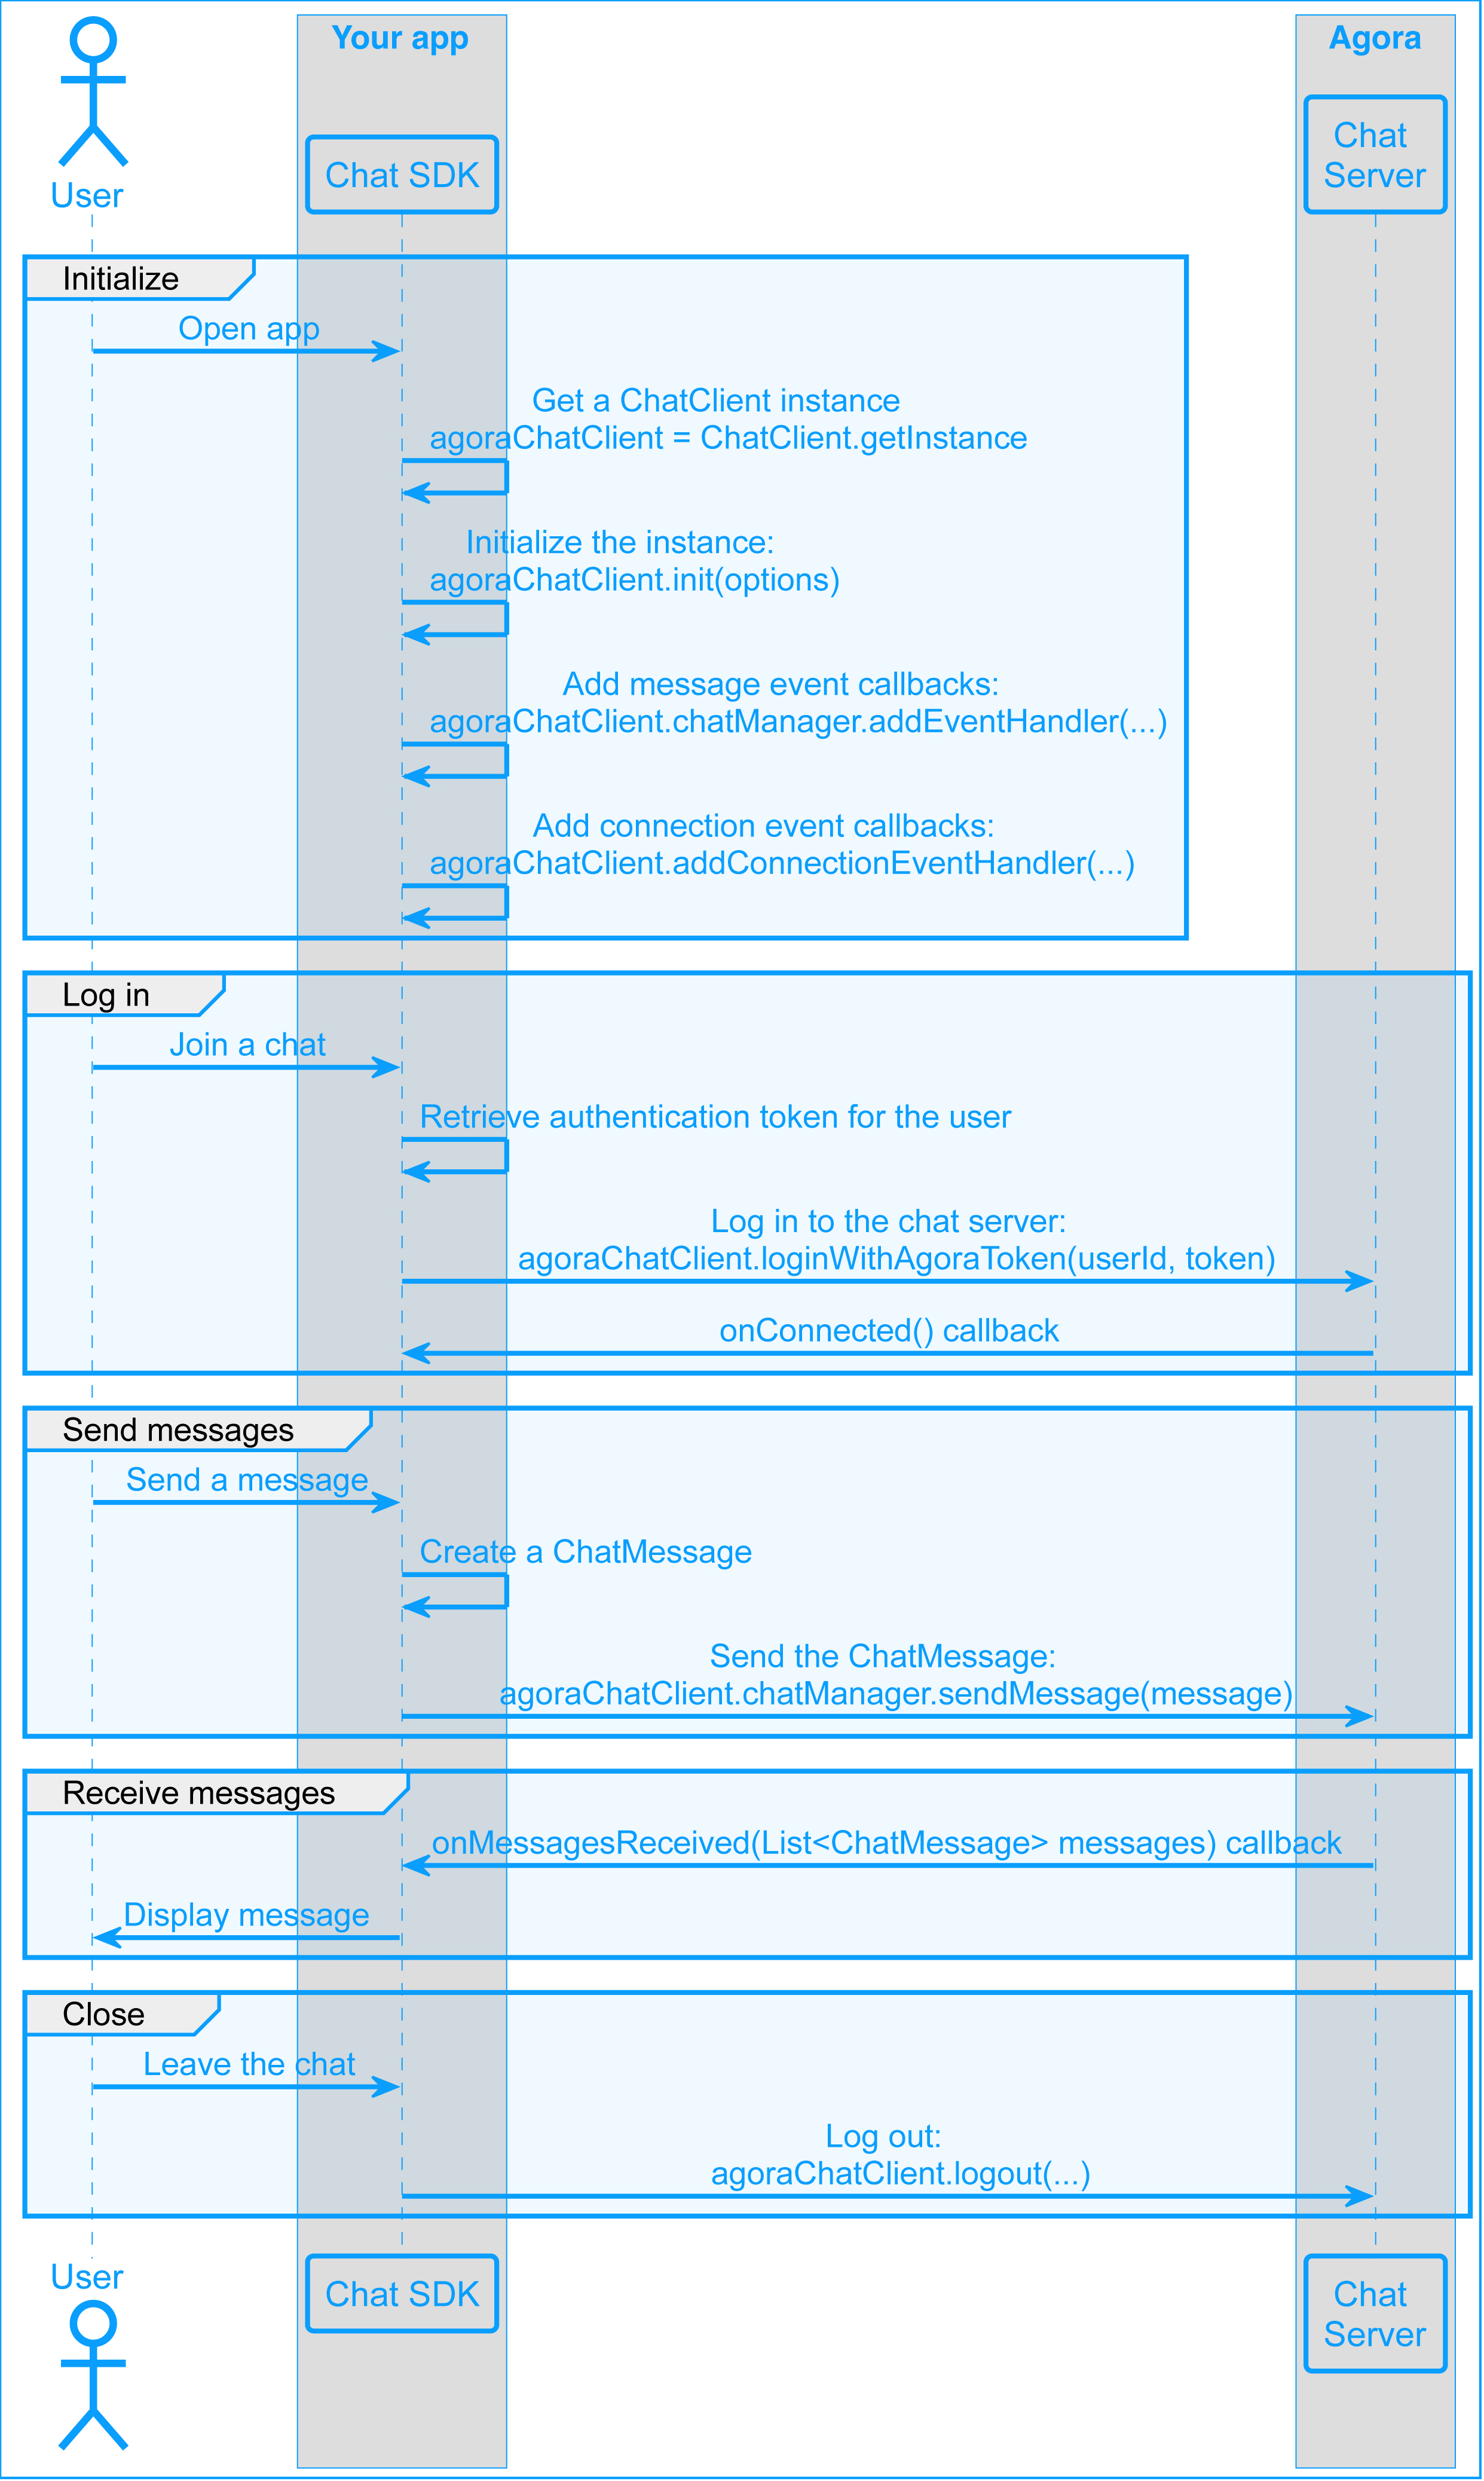 Your app
Agora
User
Chat SDK
Chat
Server
Initialize
Open app
Get a ChatClient instance
agoraChatClient = ChatClient.getInstance
Initialize the instance:
agoraChatClient.init(options)
Add message event callbacks:
agoraChatClient.chatManager.addEventHandler(...)
Add connection event callbacks:
agoraChatClient.addConnectionEventHandler(...)
Log in
Join a chat
Retrieve authentication token for the user
Log in to the chat server:
agoraChatClient.loginWithAgoraToken(userId, token)
onConnected() callback
Send messages
Send a message
Create a ChatMessage
Send the ChatMessage:
agoraChatClient.chatManager.sendMessage(message)
Receive messages
onMessagesReceived(List<ChatMessage> messages) callback
Display message
Close
Leave the chat
Log out:
agoraChatClient.logout(...)
User
Chat SDK
Chat
Server